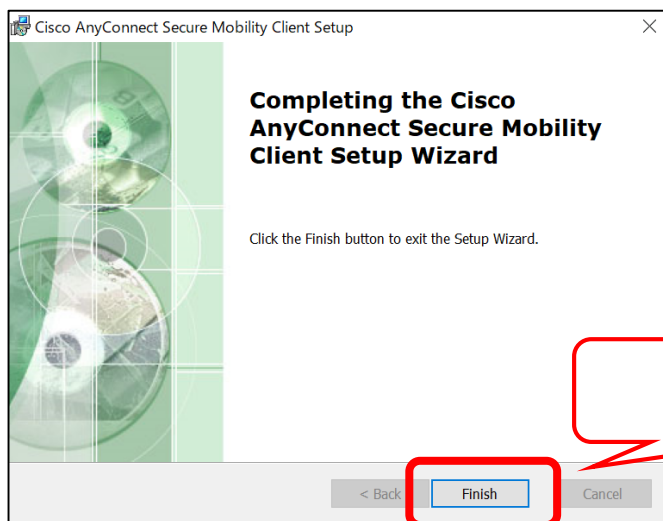 Cisco AnyConnect Secure Mobility Client Setup
Completing the Cisco
AnyConnect Secure Mobility
Client Setup Wizard
Click the Finish button to exit the Setup Wizard.
< Back
Finish
Cancel